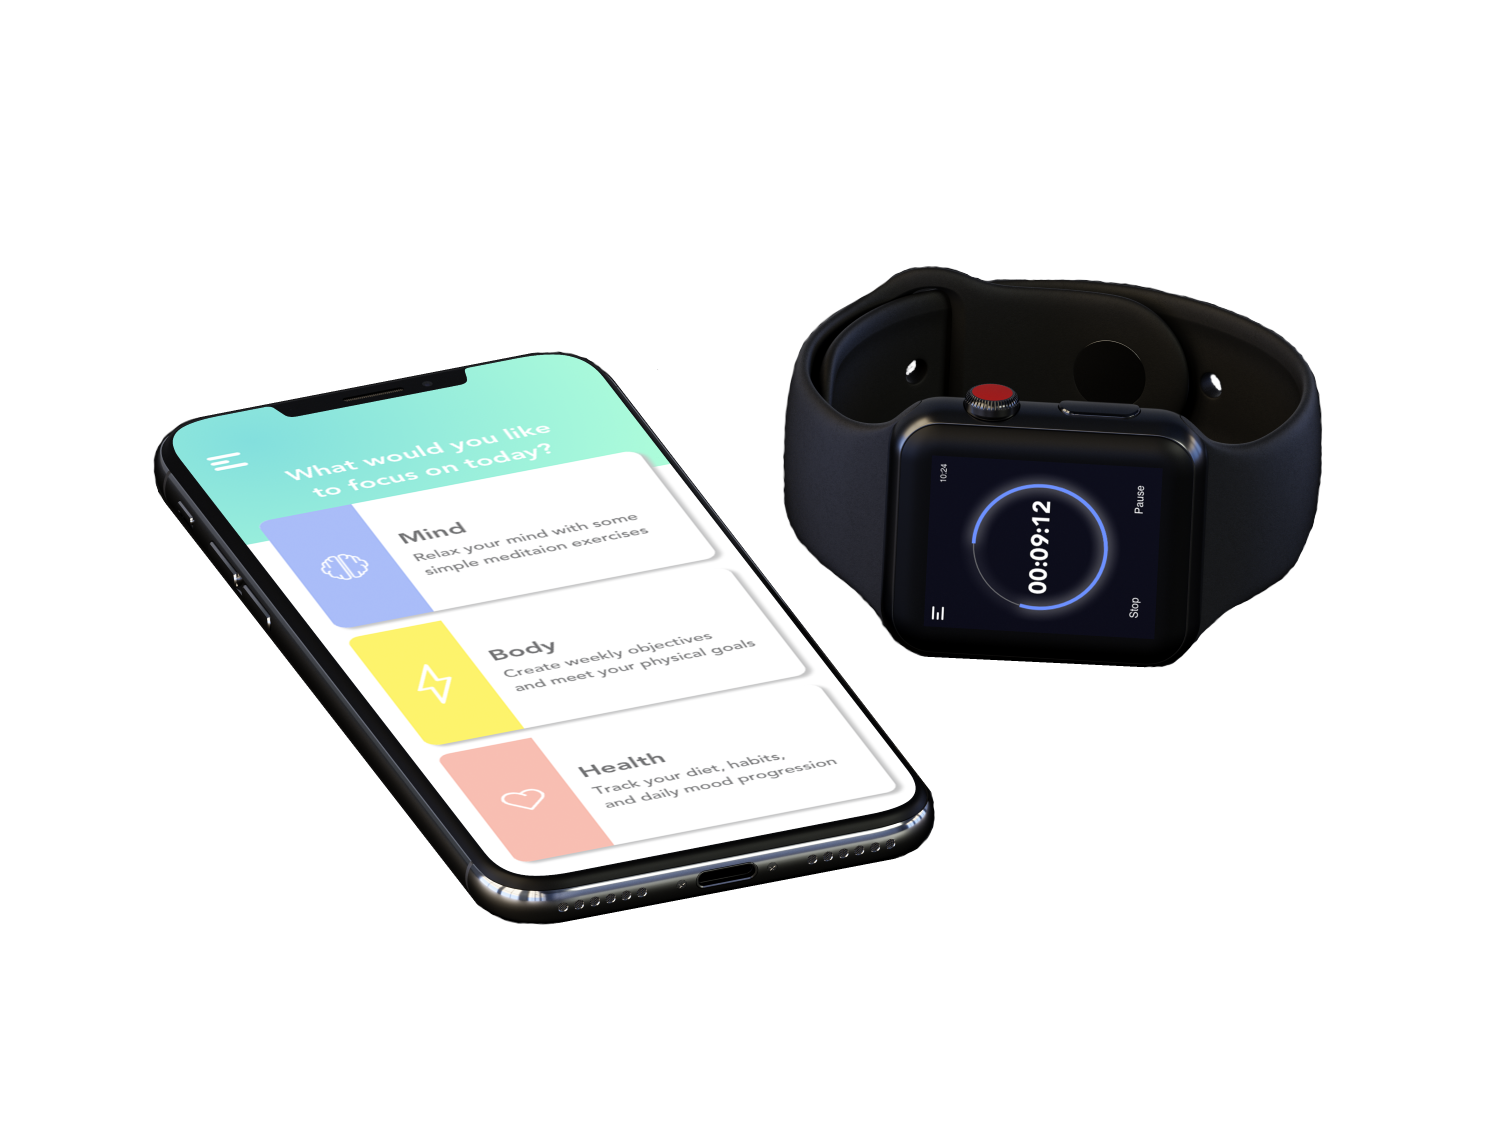 What would you like
to focus on today?
Mind
Relax your mind with some
simple meditaion exercises
Body
Create weekly objectives
and meet your physical goals
Health
Track your diet, habits,
and daily mood progression
10:24
00:09:12
Pause
Stop